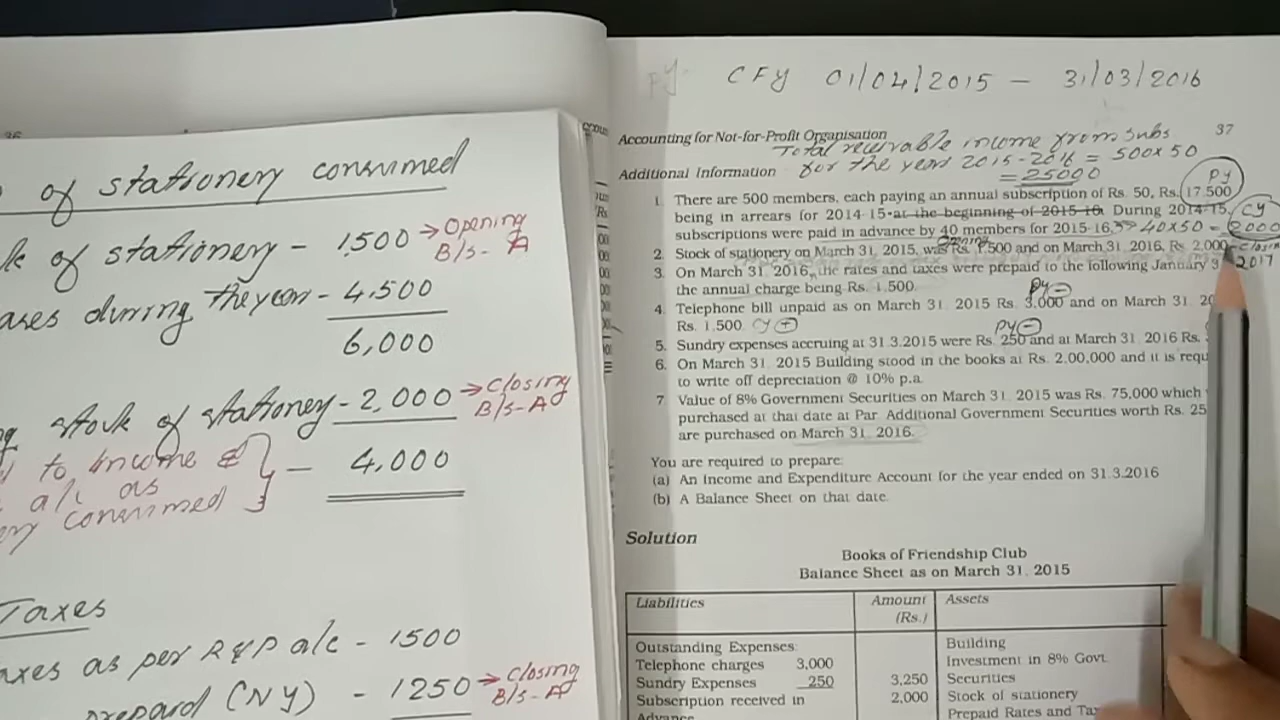 of stationery consumed
of stationery - 1,500 → Opening
B/s - A
during the year - 4,500
6,000
stock of stationey - 2,000 → Closing
B/s - A
to Income &
a/c as
consumed } - 4,000
Taxes
as per R&P a/c - 1500
(NY) - 1250 → Closing
B/s - A
CFY 01/04/2015 - 31/03/2016
Accounting for Not-for-Profit Organisation 37
Total receivable income from subs
for the year 2015-2016 = 500x50
= 25000
Additional Information
1. There are 500 members, each paying an annual subscription of Rs. 50, Rs. 17,500 PY
being in arrears for 2014-15 at the beginning of 2015-16. During 2014-15, CY
subscriptions were paid in advance by 40 members for 2015-16. => 40x50 = 2000
2. Stock of stationery on March 31, 2015, was Rs. 1,500 and on March 31, 2016, Rs. 2,000
opening
3. On March 31, 2016, the rates and taxes were prepaid to the following January 3 2017
the annual charge being Rs. 1,500.
4. Telephone bill unpaid as on March 31, 2015 Rs. 3,000 and on March 31, 20
PY -
Rs. 1,500. CY +
5. Sundry expenses accruing at 31.3.2015 were Rs. 250 and at March 31, 2016 Rs.
PY -
6. On March 31, 2015 Building stood in the books at Rs. 2,00,000 and it is requ
to write off depreciation @ 10% p.a.
7. Value of 8% Government Securities on March 31, 2015 was Rs. 75,000 which
purchased at that date at Par. Additional Government Securities worth Rs. 25
are purchased on March 31, 2016.
You are required to prepare:
(a) An Income and Expenditure Account for the year ended on 31.3.2016
(b) A Balance Sheet on that date.
Solution
Books of Friendship Club
Balance Sheet as on March 31, 2015
Liabilities Amount Assets
(Rs.)
Outstanding Expenses: Building
Telephone charges 3,000 Investment in 8% Govt.
Sundry Expenses 250 3,250 Securities
Subscription received in 2,000 Stock of stationery
Advance Prepaid Rates and